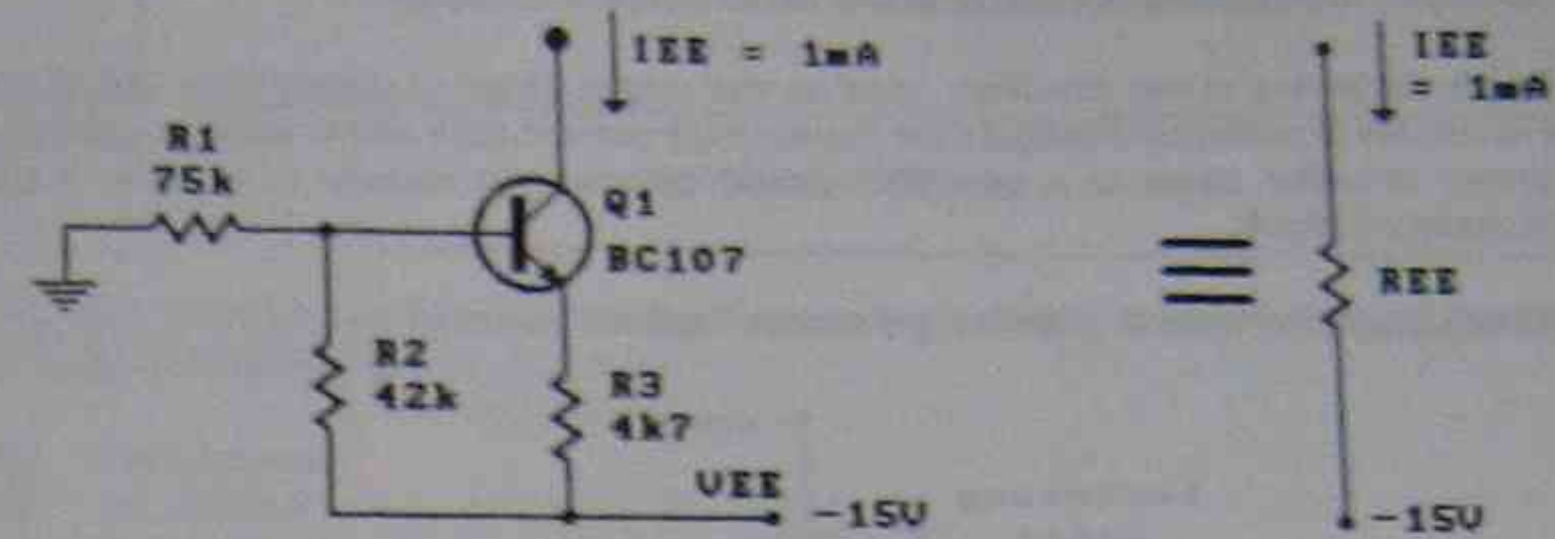 IEE = 1mA
R1
75k
Q1
BC107
R2
42k
R3
4k7
VEE
-15V
IEE
= 1mA
REE
-15V